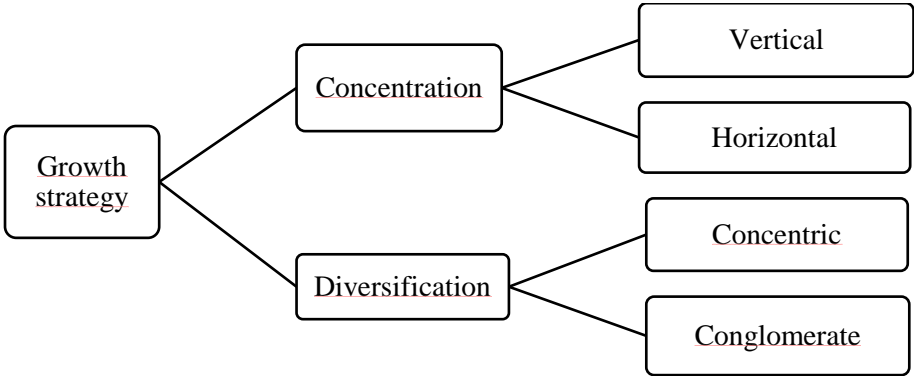 Growth
strategy
Concentration
Vertical
Horizontal
Diversification
Concentric
Conglomerate